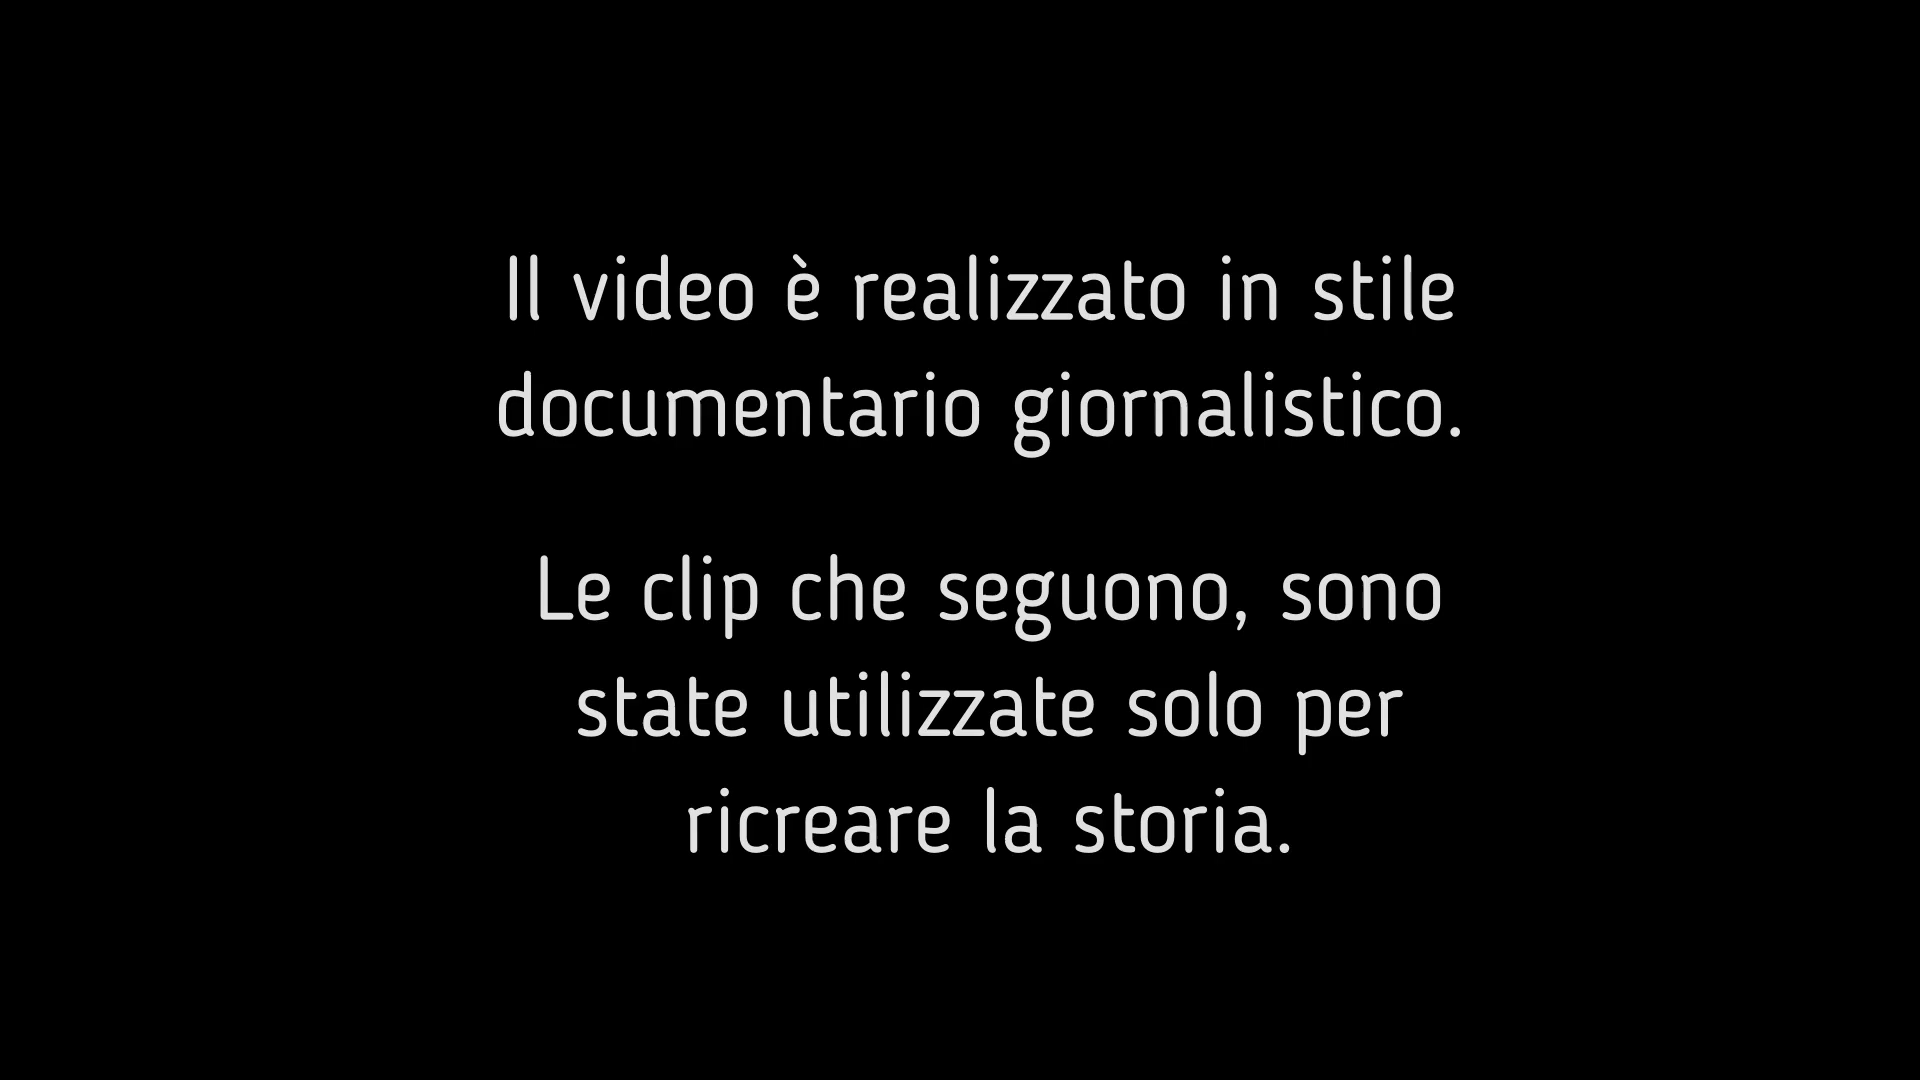 Il video è realizzato in stile
documentario giornalistico.
Le clip che seguono, sono
state utilizzate solo per
ricreare la storia.